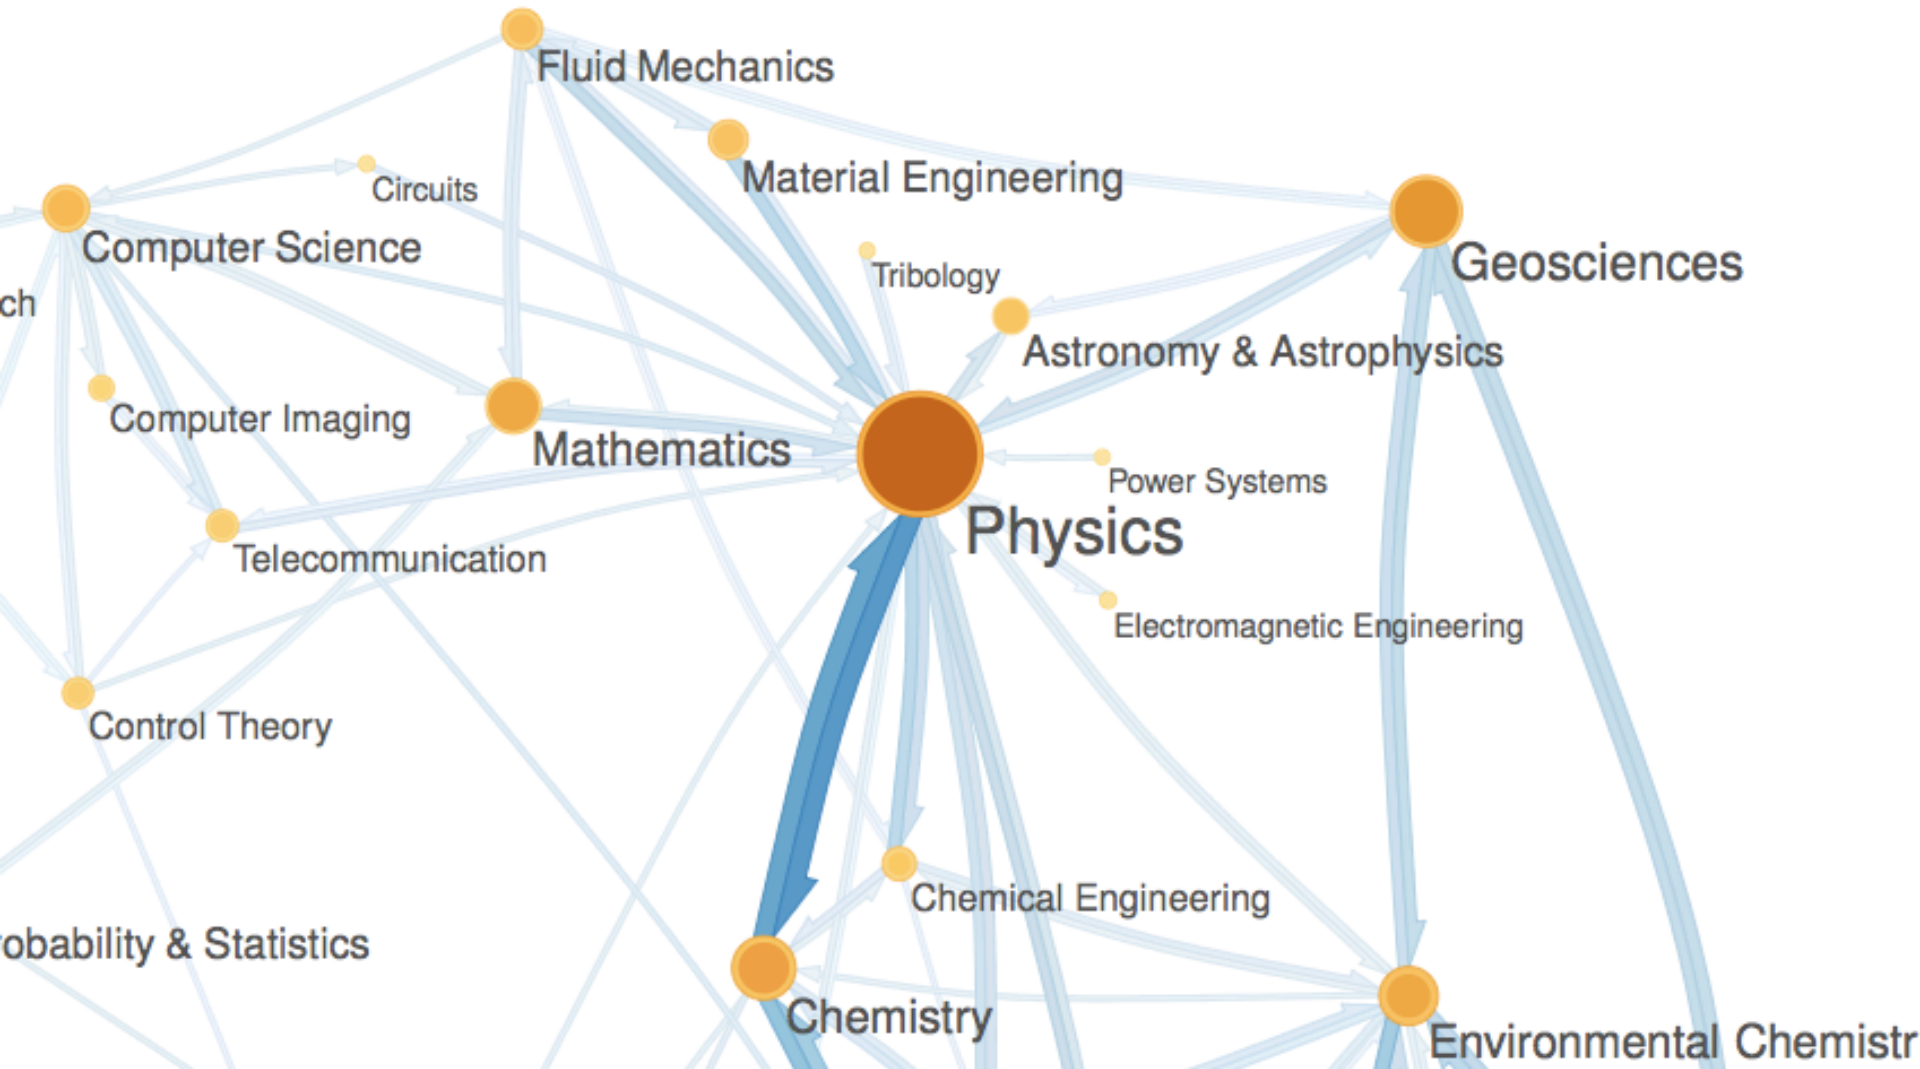 Fluid Mechanics
Material Engineering
Circuits
Computer Science
Geosciences
Tribology
ch
Astronomy & Astrophysics
Computer Imaging
Mathematics
Power Systems
Physics
Telecommunication
Electromagnetic Engineering
Control Theory
Chemical Engineering
robability & Statistics
Chemistry
Environmental Chemistr